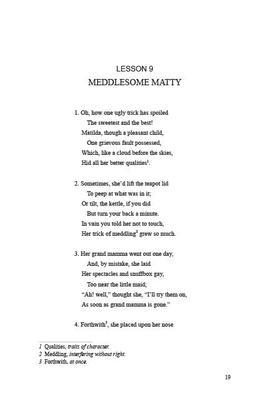 LESSON 9
MEDDLESOME MATTY
1. Oh, how one ugly trick has spoiled
The sweetest and the best!
Matilda, though a pleasant child,
One grievous fault possessed,
Which, like a cloud before the skies,
Hid all her better qualities1.
2. Sometimes, she'd lift the teapot lid
To peep at what was in it;
Or tilt, the kettle, if you did
But turn your back a minute.
In vain you told her not to touch,
Her trick of meddling2 grew so much.
3. Her grand mamma went out one day,
And, by mistake, she laid
Her spectacles and snuffbox gay,
Too near the little maid;
"Ah! well," thought she, "I'll try them on,
As soon as grand mamma is gone."
4. Forthwith3, she placed upon her nose
1 Qualities, traits of character.
2 Meddling, interfering without right.
3 Forthwith, at once.
19